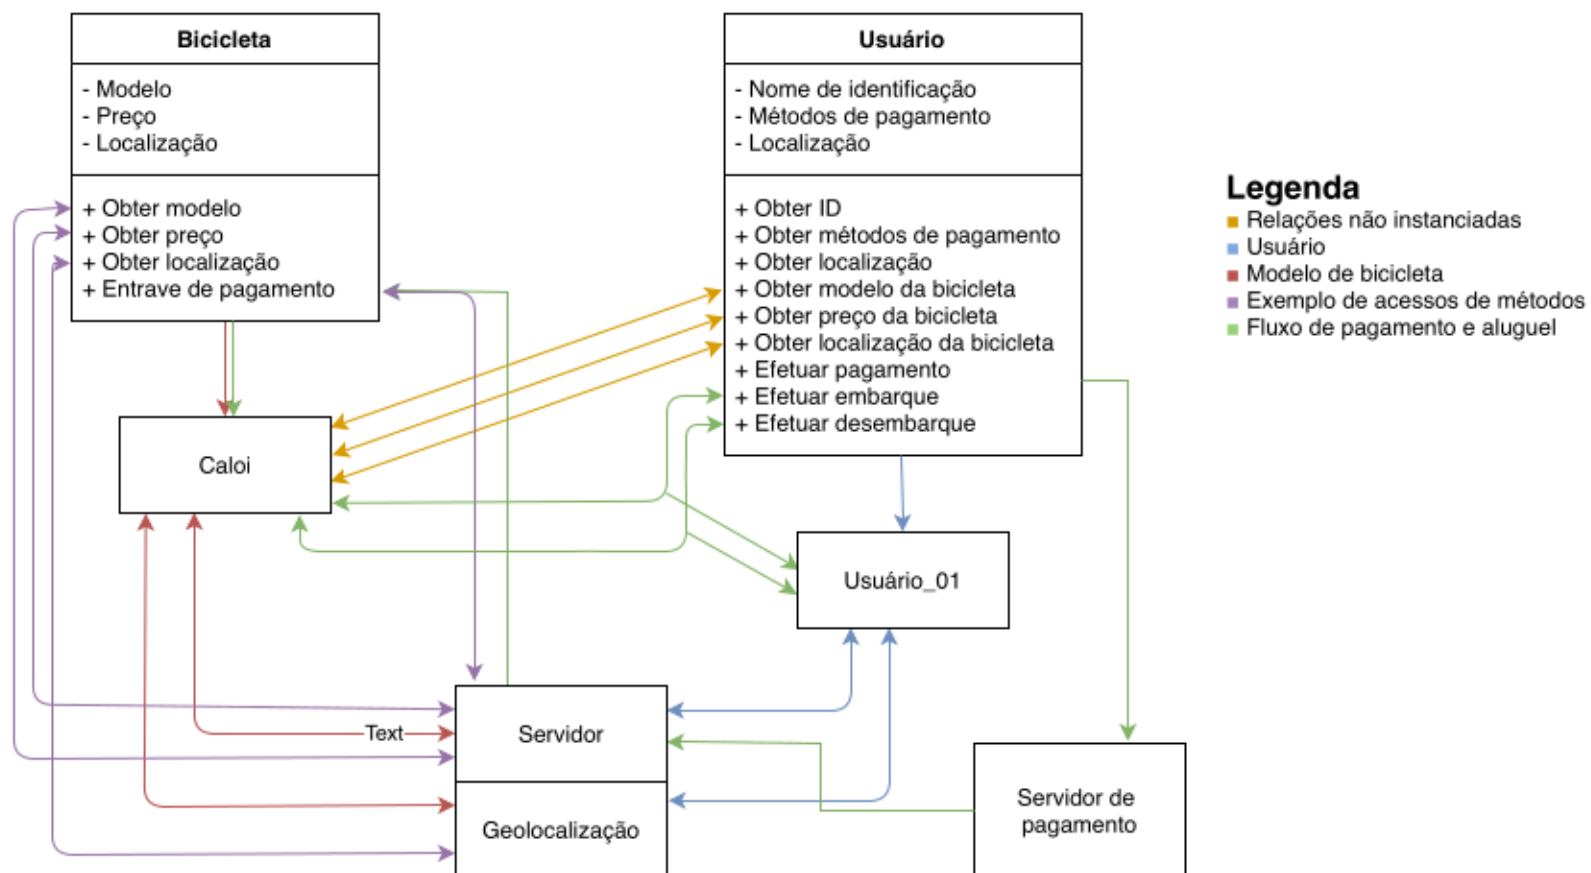 Bicicleta
- Modelo
- Preço
- Localização
+ Obter modelo
+ Obter preço
+ Obter localização
+ Entrave de pagamento
Usuário
- Nome de identificação
- Métodos de pagamento
- Localização
+ Obter ID
+ Obter métodos de pagamento
+ Obter localização
+ Obter modelo da bicicleta
+ Obter preço da bicicleta
+ Obter localização da bicicleta
+ Efetuar pagamento
+ Efetuar embarque
+ Efetuar desembarque
Legenda
Relações não instanciadas
Usuário
Modelo de bicicleta
Exemplo de acessos de métodos
Fluxo de pagamento e aluguel
Caloi
Usuário_01
Text
Servidor
Geolocalização
Servidor de
pagamento